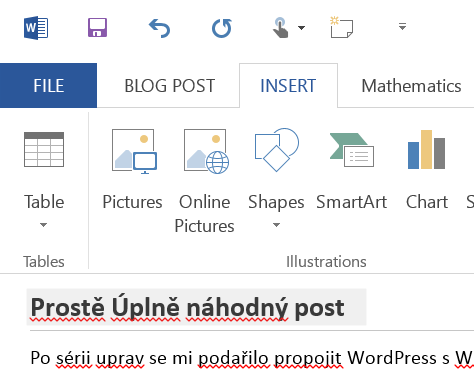 W
FILE BLOG POST INSERT Mathematics
Table Pictures Online Pictures Shapes SmartArt Chart S
Tables Illustrations
Prostě Úplně náhodný post
Po sérii uprav se mi podařilo propojit WordPress s W